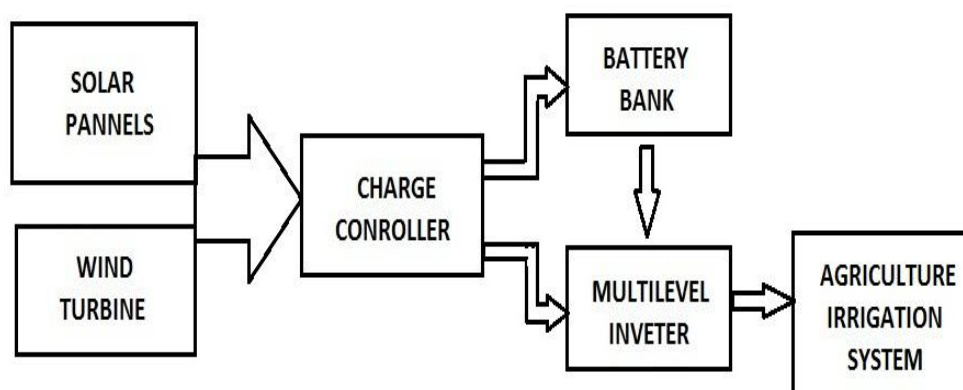 SOLAR
PANNELS
WIND
TURBINE
CHARGE
CONROLLER
BATTERY
BANK
MULTILEVEL
INVETER
AGRICULTURE
IRRIGATION
SYSTEM